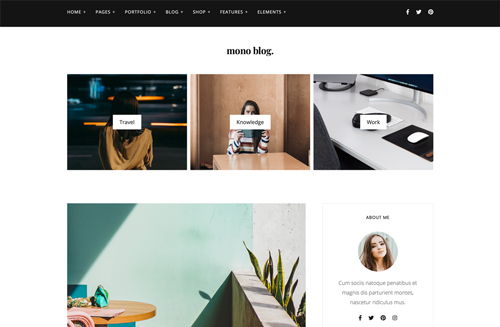 HOME PAGES PORTFOLIO BLOG SHOP FEATURES ELEMENTS
mono blog.
Travel Knowledge Work
ABOUT ME
Cum sociis natoque penatibus et
magnis dis parturient montes,
nascetur ridiculus mus.